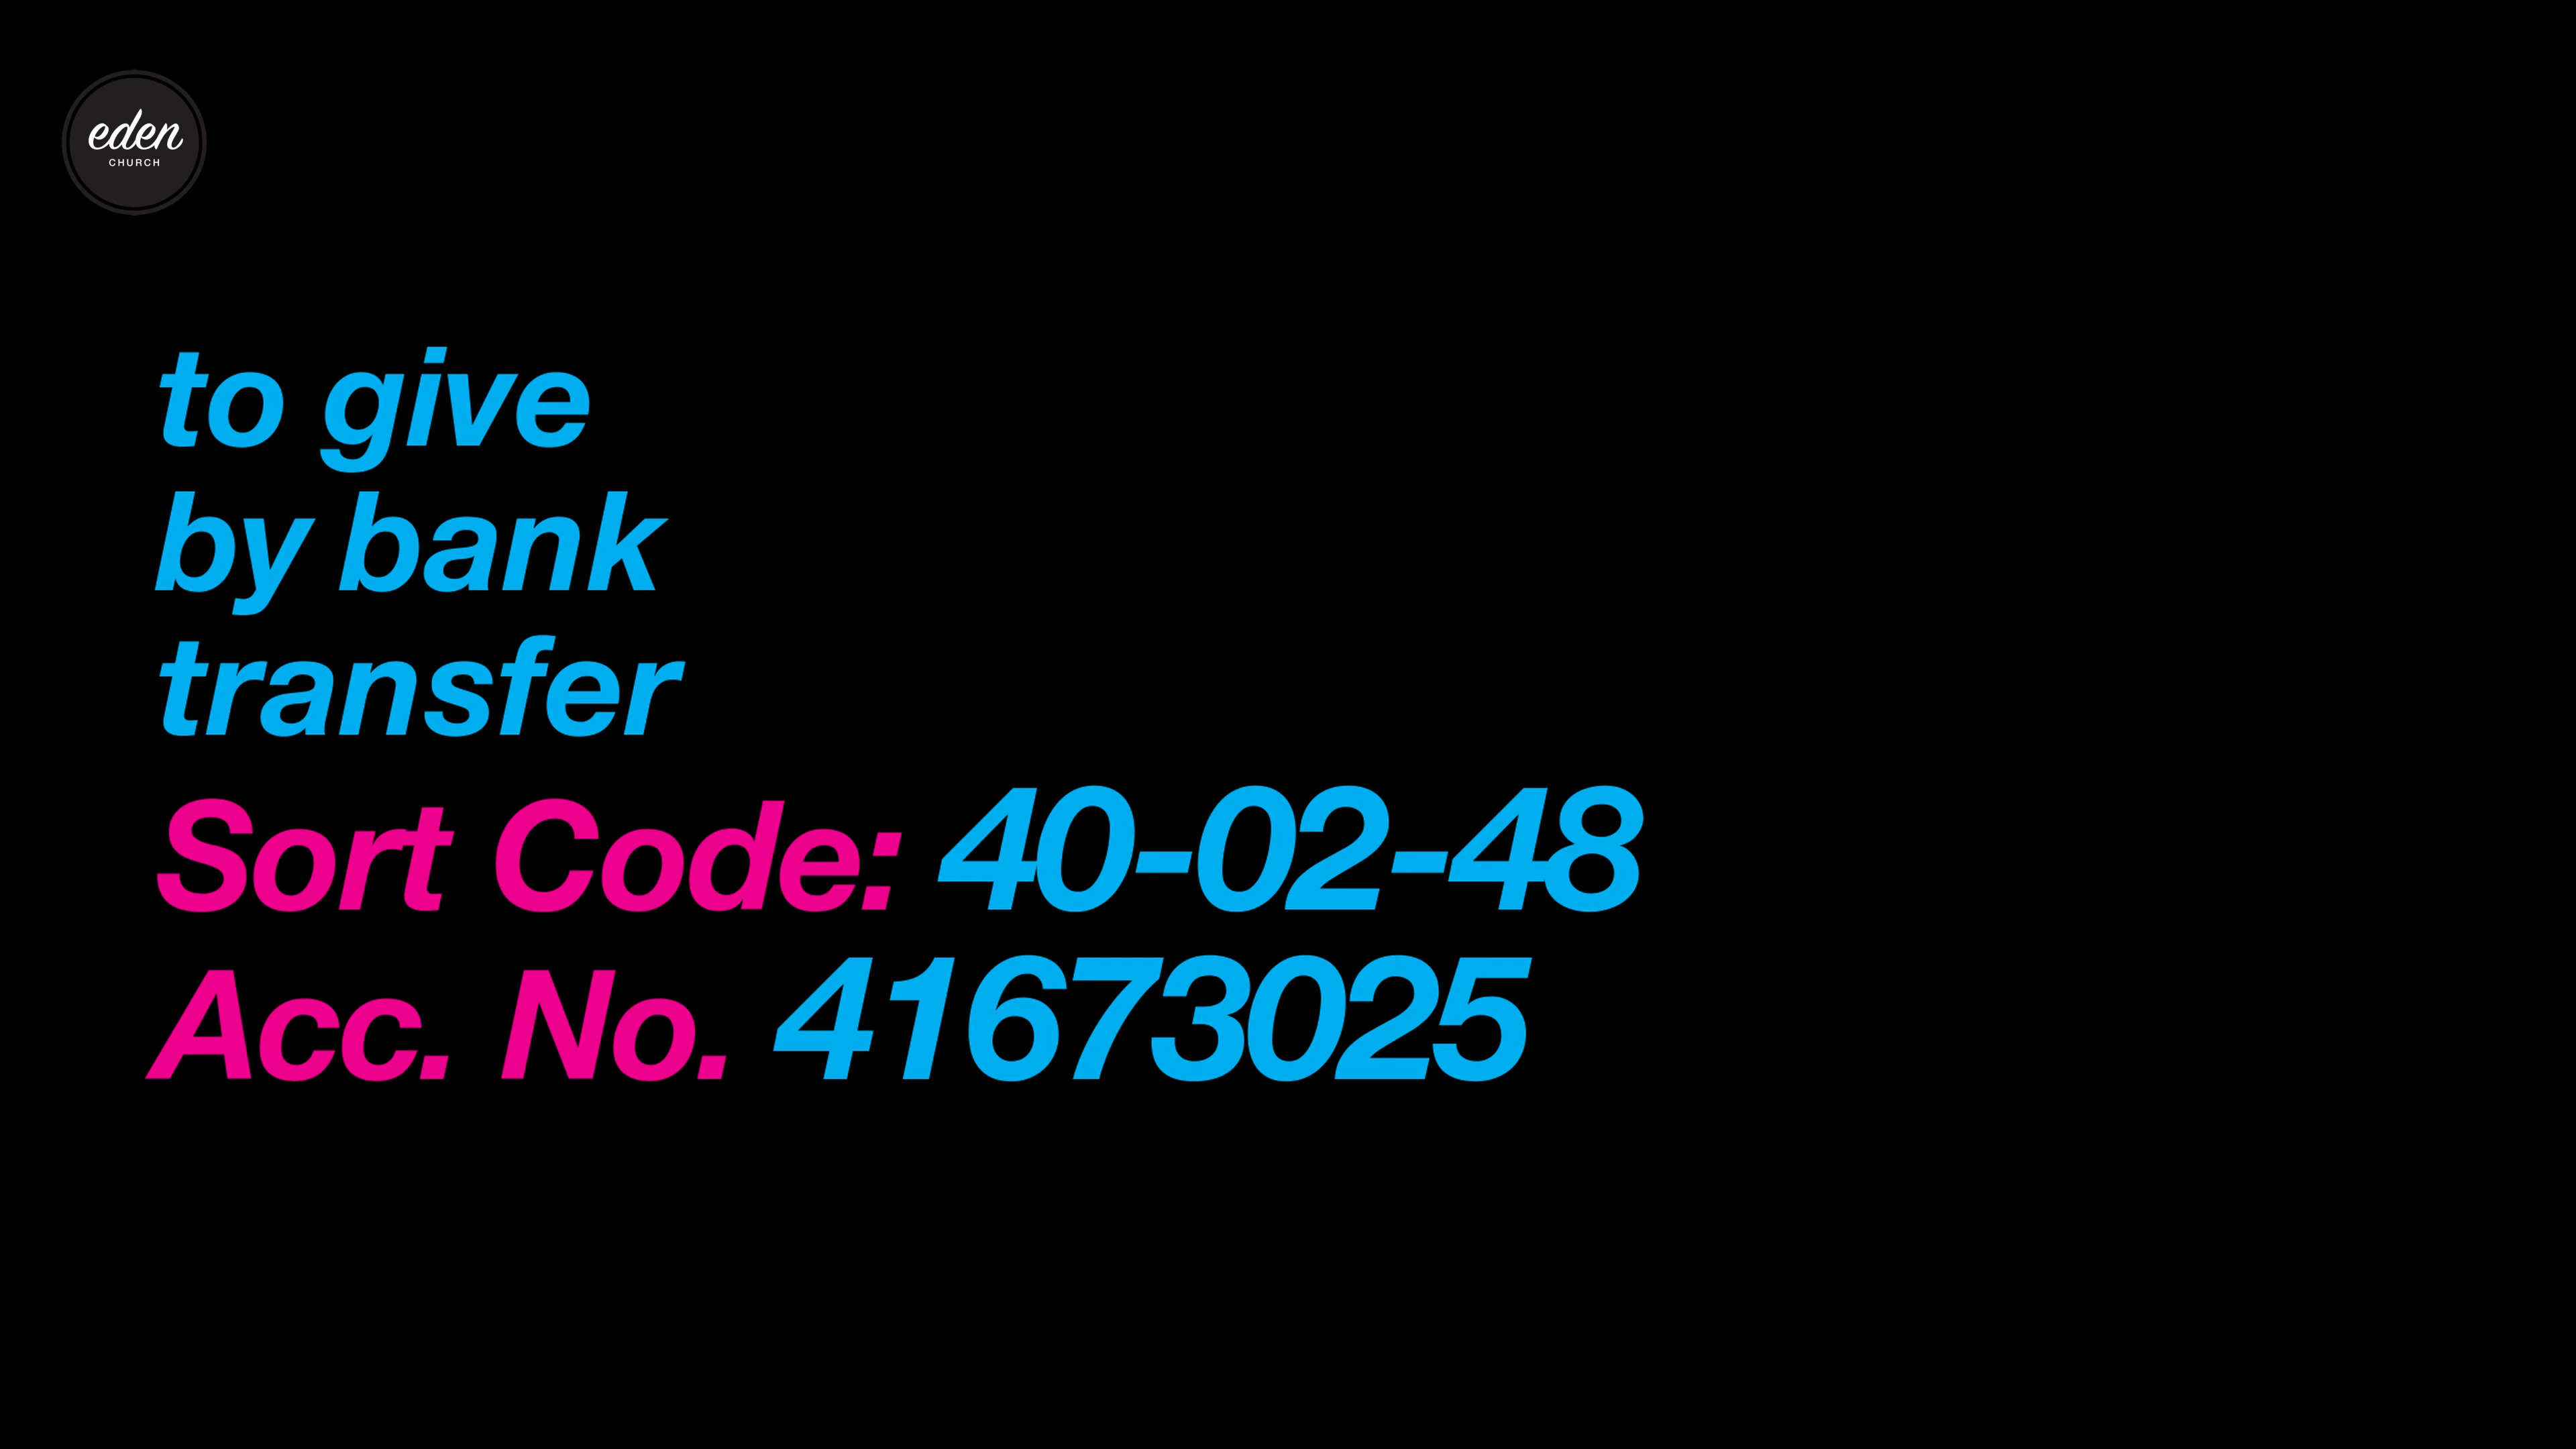 eden
CHURCH
to give
by bank
transfer
Sort Code: 40-02-48
Acc. No. 41673025